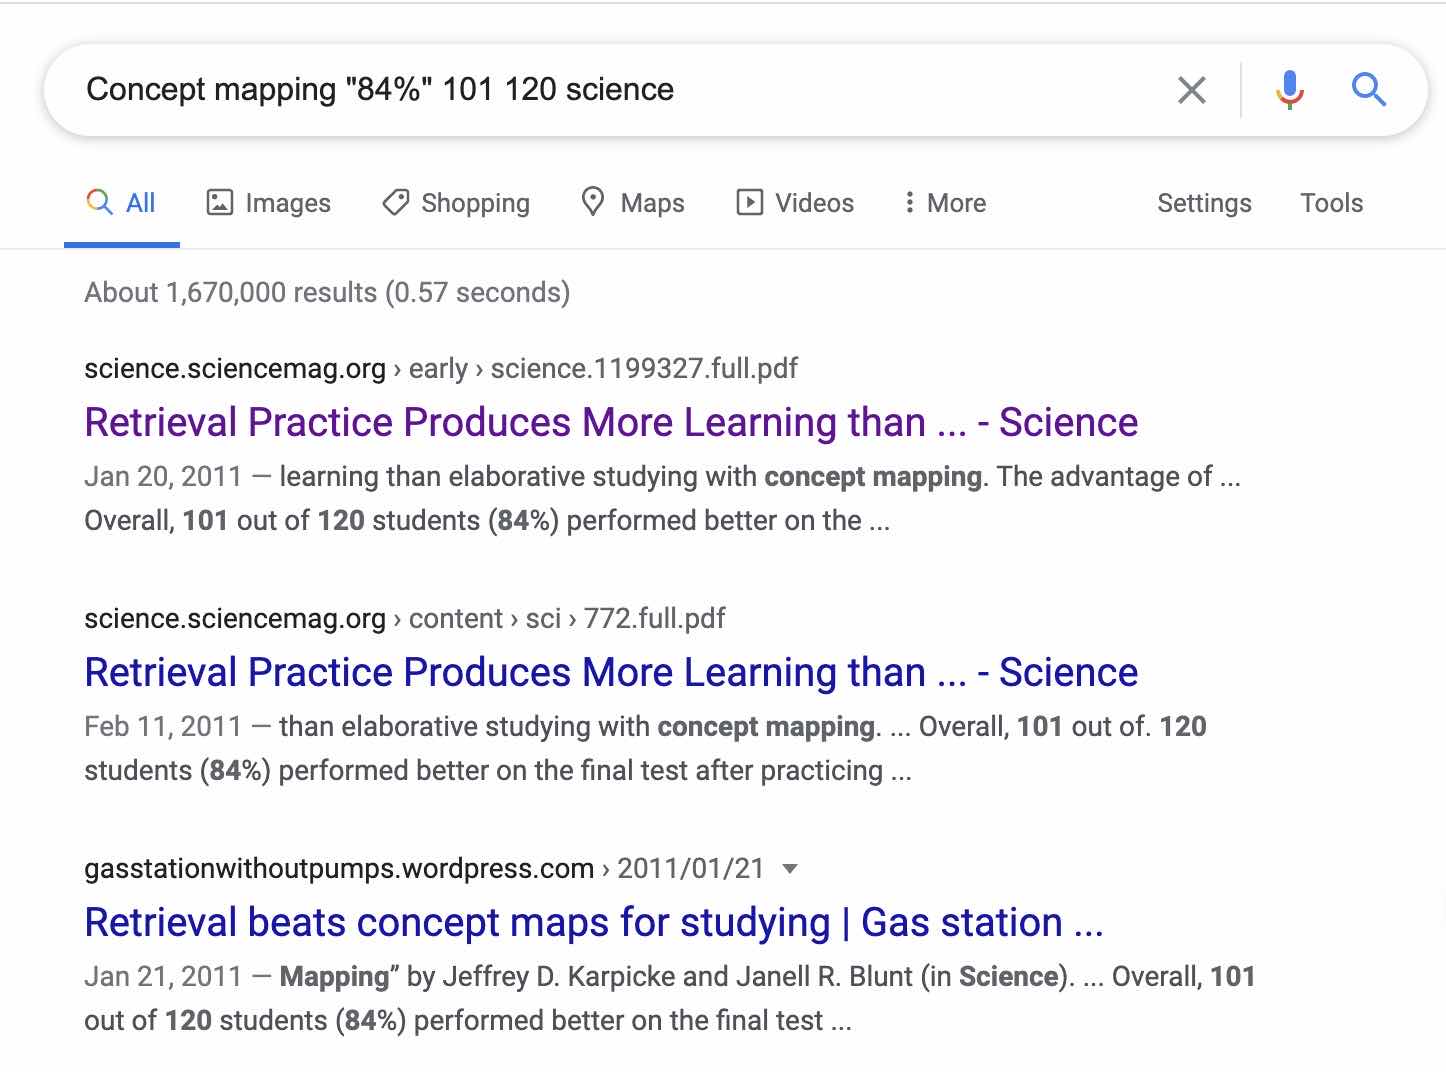 Concept mapping "84%" 101 120 science
All Images Shopping Maps Videos More Settings Tools
About 1,670,000 results (0.57 seconds)
science.sciencemag.org › early › science.1199327.full.pdf
Retrieval Practice Produces More Learning than ... - Science
Jan 20, 2011 — learning than elaborative studying with concept mapping. The advantage of ...
Overall, 101 out of 120 students (84%) performed better on the ...
science.sciencemag.org › content › sci › 772.full.pdf
Retrieval Practice Produces More Learning than ... - Science
Feb 11, 2011 — than elaborative studying with concept mapping. ... Overall, 101 out of. 120
students (84%) performed better on the final test after practicing ...
gasstationwithoutpumps.wordpress.com › 2011/01/21
Retrieval beats concept maps for studying | Gas station ...
Jan 21, 2011 — Mapping” by Jeffrey D. Karpicke and Janell R. Blunt (in Science). ... Overall, 101
out of 120 students (84%) performed better on the final test ...